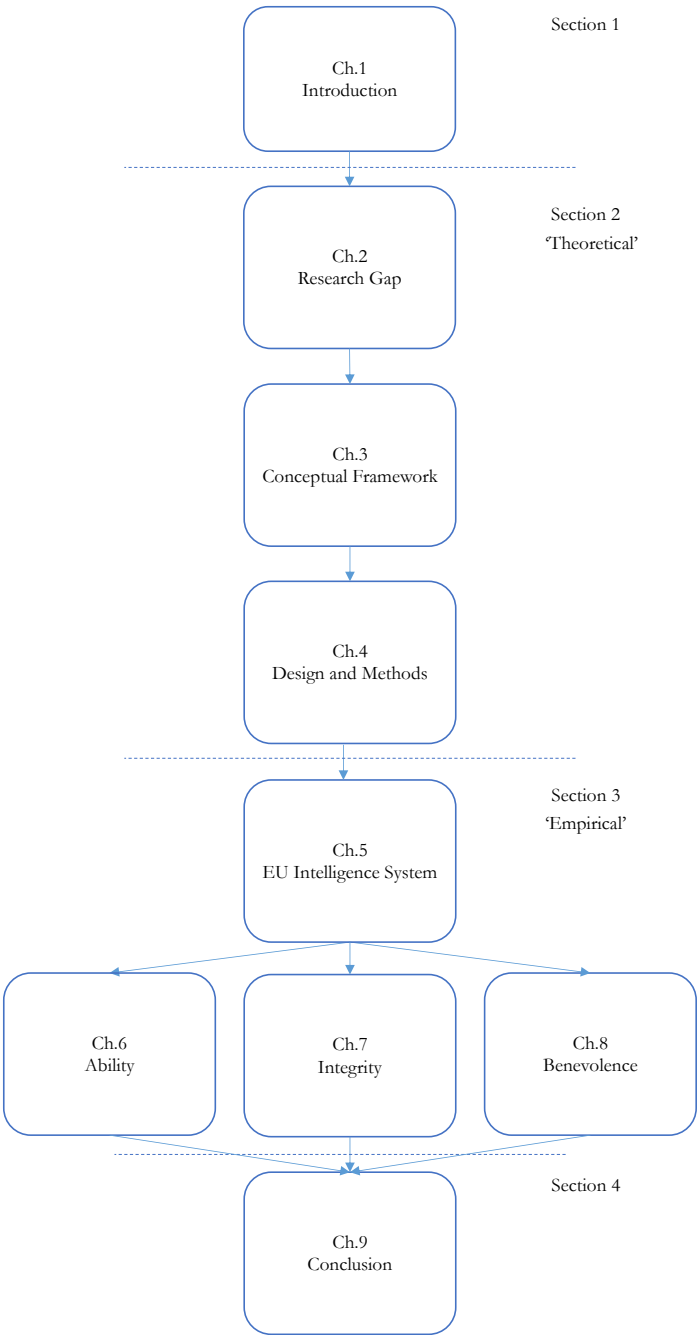 Section 1
Ch.1
Introduction
Section 2
‘Theoretical’
Ch.2
Research Gap
Ch.3
Conceptual Framework
Ch.4
Design and Methods
Section 3
‘Empirical’
Ch.5
EU Intelligence System
Ch.6
Ability
Ch.7
Integrity
Ch.8
Benevolence
Section 4
Ch.9
Conclusion